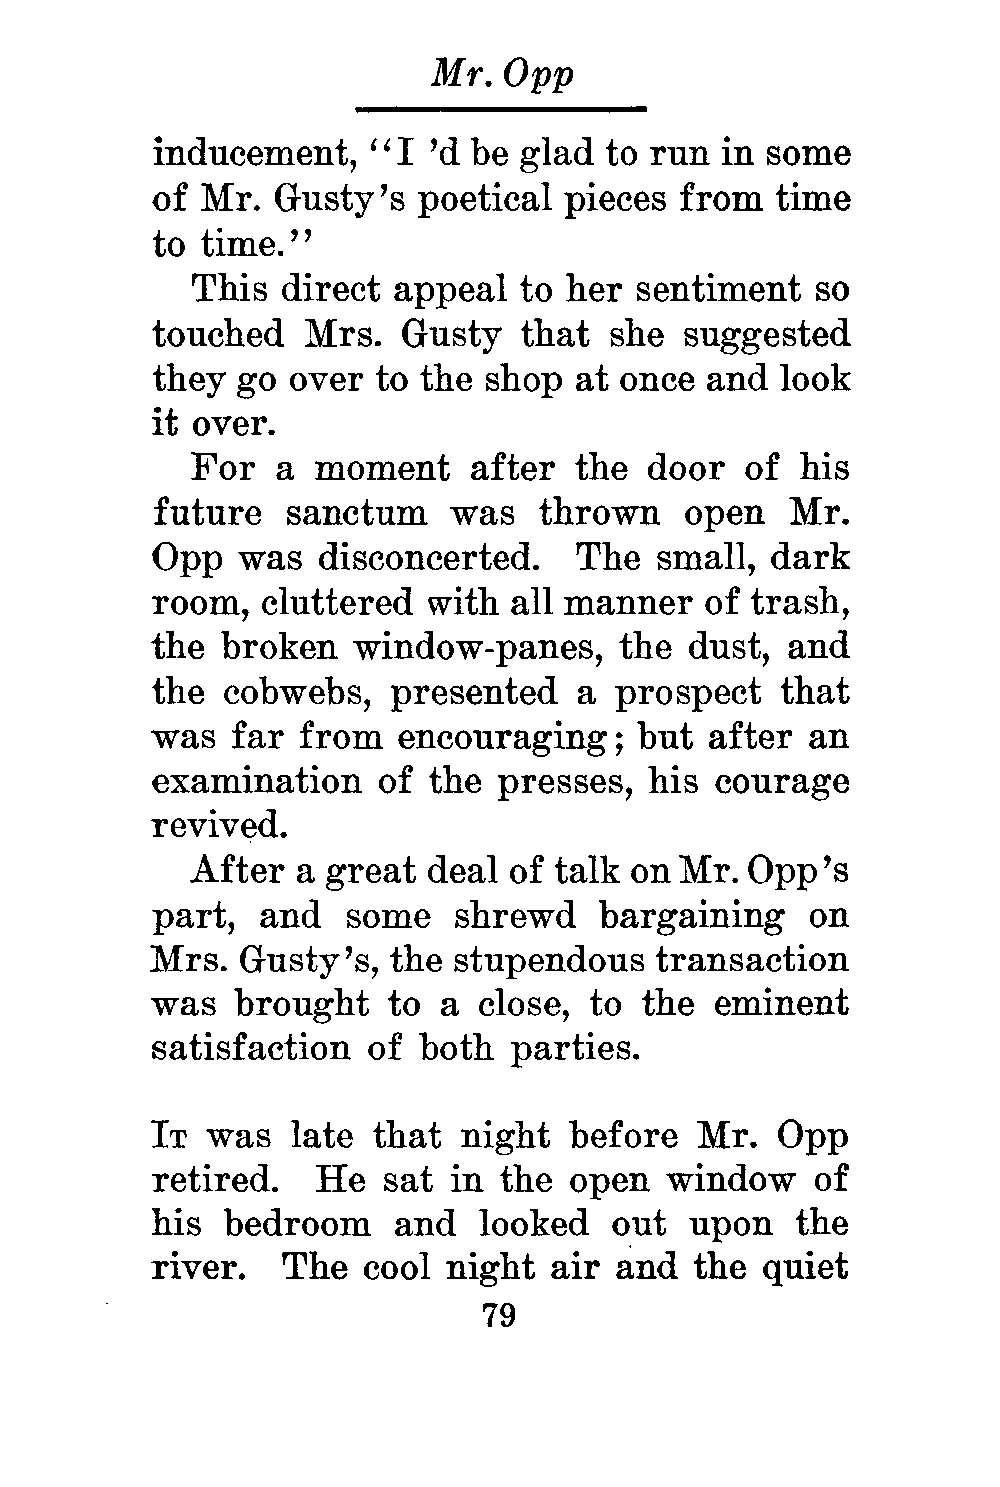 Mr. Opp
inducement, "I 'd be glad to run in some
of Mr. Gusty's poetical pieces from time
to time."
This direct appeal to her sentiment so
touched Mrs. Gusty that she suggested
they go over to the shop at once and look
it over.
For a moment after the door of his
future sanctum was thrown open Mr.
Opp was disconcerted. The small, dark
room, cluttered with all manner of trash,
the broken window-panes, the dust, and
the cobwebs, presented a prospect that
was far from encouraging; but after an
examination of the presses, his courage
revived.
After a great deal of talk on Mr. Opp's
part, and some shrewd bargaining on
Mrs. Gusty's, the stupendous transaction
was brought to a close, to the eminent
satisfaction of both parties.
IT was late that night before Mr. Opp
retired. He sat in the open window of
his bedroom and looked out upon the
river. The cool night air and the quiet
79